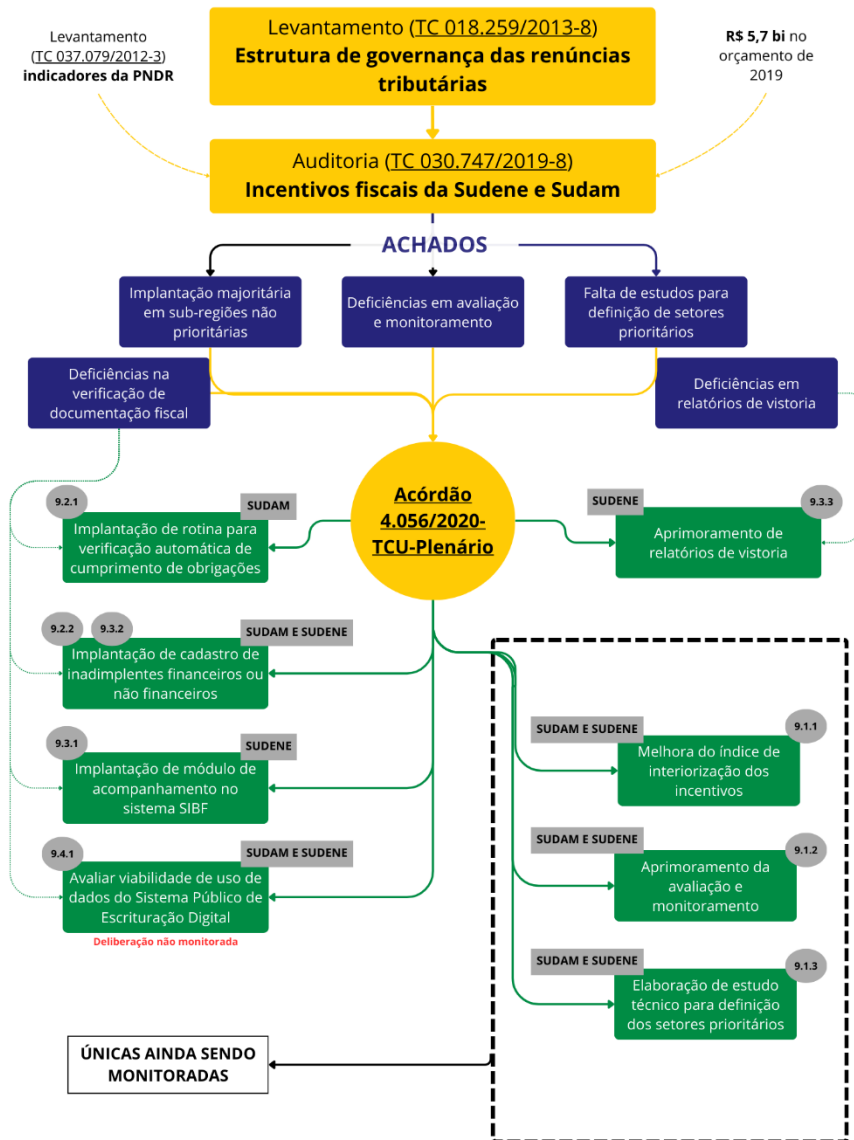 Levantamento
(TC 037.079/2012-3)
indicadores da PNDR
Levantamento (TC 018.259/2013-8)
Estrutura de governança das renúncias
tributárias
R$ 5,7 bi no
orçamento de
2019
Auditoria (TC 030.747/2019-8)
Incentivos fiscais da Sudene e Sudam
ACHADOS
Implantação majoritária
em sub-regiões não
prioritárias
Deficiências em avaliação
e monitoramento
Falta de estudos para
definição de setores
prioritários
Deficiências na
verificação de
documentação fiscal
Deficiências em
relatórios de vistoria
Acórdão
4.056/2020-
TCU-Plenário
9.2.1
SUDAM
Implantação de rotina para
verificação automática de
cumprimento de obrigações
SUDENE
9.3.3
Aprimoramento de
relatórios de vistoria
9.2.2
9.3.2
SUDAM E SUDENE
Implantação de cadastro de
inadimplentes financeiros ou
não financeiros
9.3.1
SUDENE
Implantação de módulo de
acompanhamento no
sistema SIBF
9.4.1
SUDAM E SUDENE
Avaliar viabilidade de uso de
dados do Sistema Público de
Escrituração Digital
Deliberação não monitorada
SUDAM E SUDENE
9.1.1
Melhora do índice de
interiorização dos
incentivos
SUDAM E SUDENE
9.1.2
Aprimoramento da
avaliação e
monitoramento
SUDAM E SUDENE
9.1.3
Elaboração de estudo
técnico para definição
dos setores prioritários
ÚNICAS AINDA SENDO
MONITORADAS